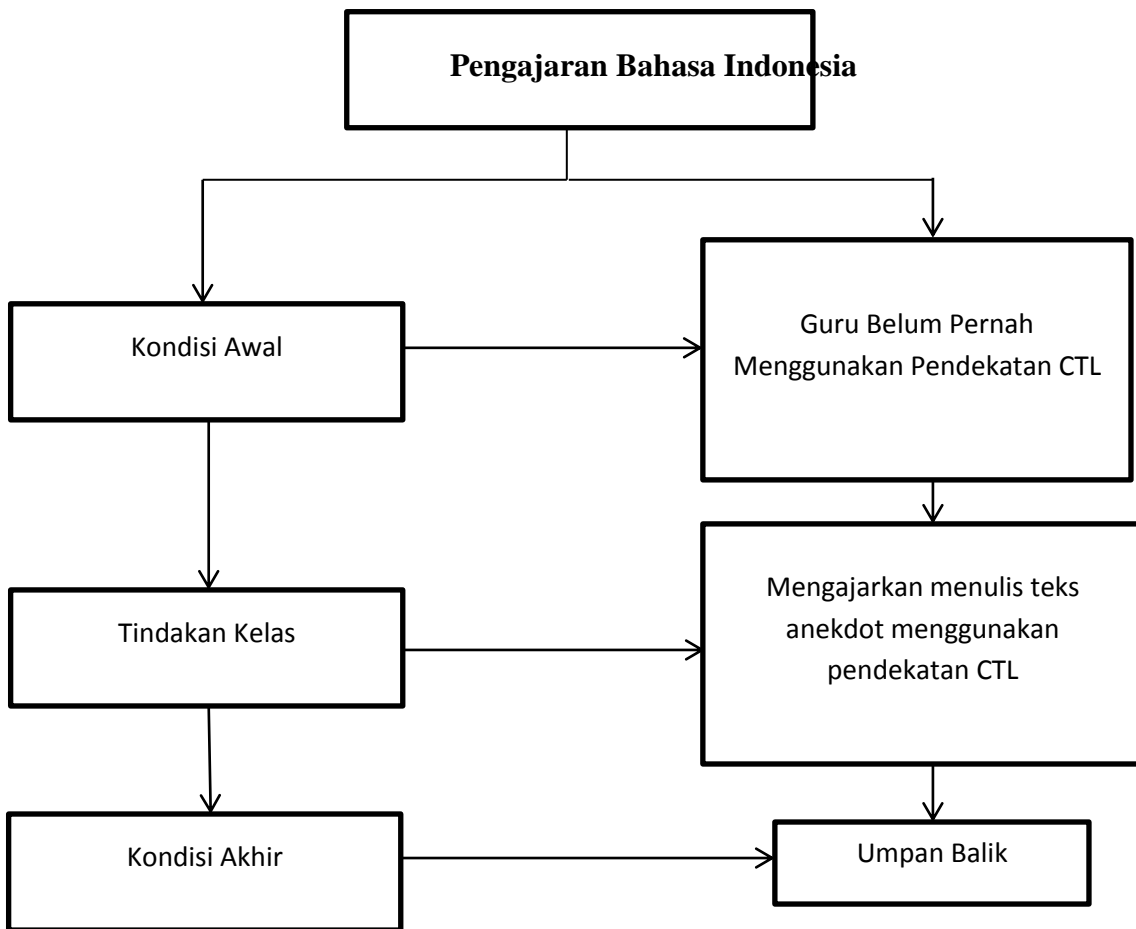 Pengajaran Bahasa Indonesia
Kondisi Awal
Guru Belum Pernah
Menggunakan Pendekatan CTL
Tindakan Kelas
Mengajarkan menulis teks
anekdot menggunakan
pendekatan CTL
Kondisi Akhir
Umpan Balik